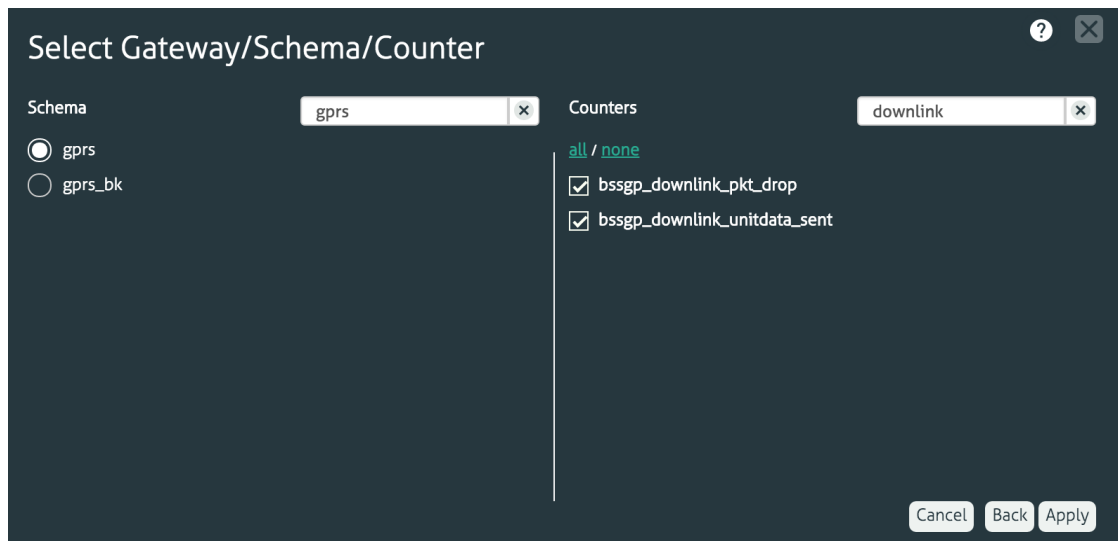 Select Gateway/Schema/Counter
?
Schema
gprs
gprs
gprs_bk
Counters
downlink
all / none
bssgp_downlink_pkt_drop
bssgp_downlink_unitdata_sent
Cancel Back Apply